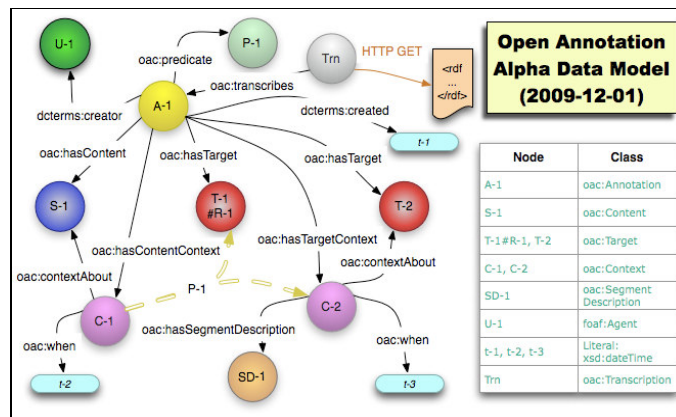 Open Annotation
Alpha Data Model
(2009-12-01)
U-1
oac:predicate
P-1
Trn
HTTP GET
<rdf
...
</rdf>
oac:transcribes
dcterms:creator
A-1
dcterms:created
t-1
oac:hasContent
oac:hasTarget
oac:hasTarget
S-1
T-1
#R-1
T-2
oac:hasContentContext
oac:hasTargetContext
oac:contextAbout
oac:contextAbout
P-1
C-1
C-2
oac:hasSegmentDescription
oac:when
oac:when
t-2
SD-1
t-3
Node Class
A-1 oac:Annotation
S-1 oac:Content
T-1#R-1, T-2 oac:Target
C-1, C-2 oac:Context
SD-1 oac:Segment
Description
U-1 foaf:Agent
t-1, t-2, t-3 Literal:
xsd:dateTime
Trn oac:Transcription